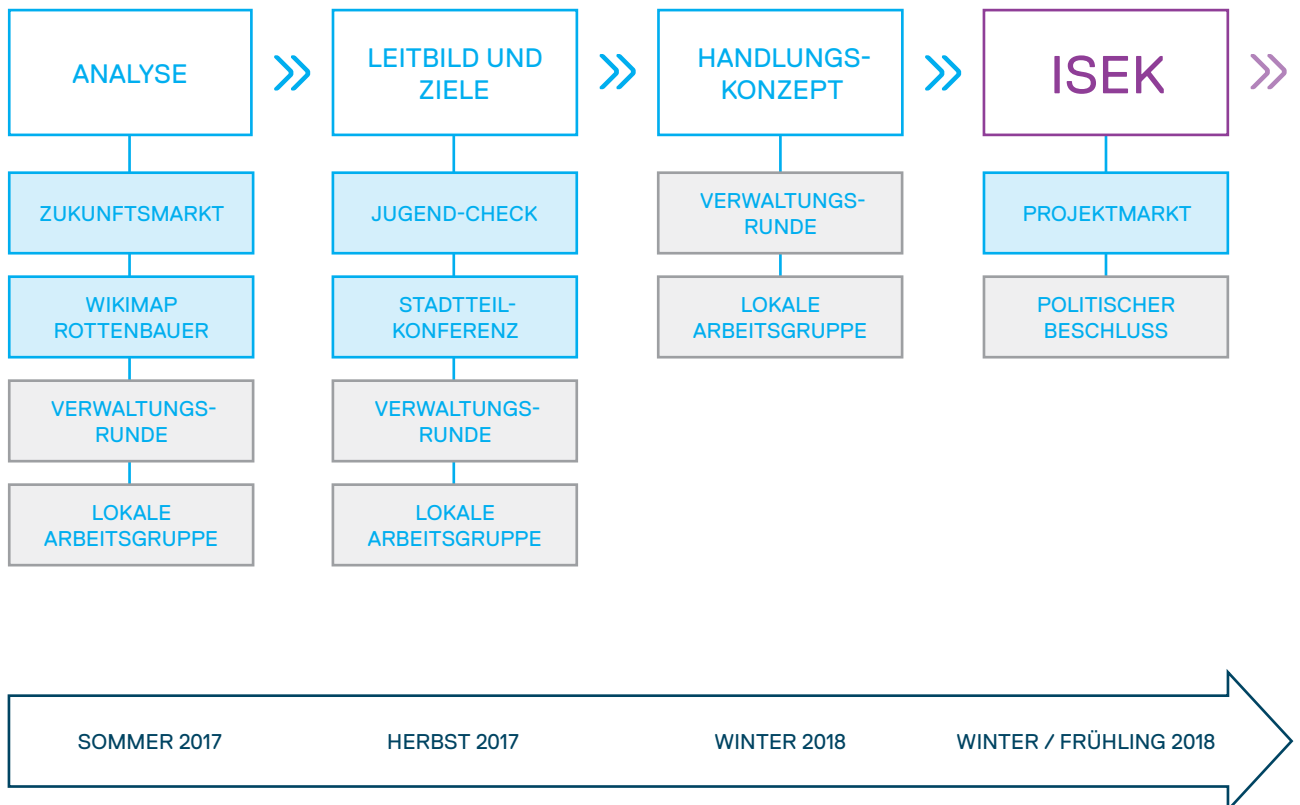 ANALYSE
LEITBILD UND
ZIELE
HANDLUNGS-
KONZEPT
ISEK
ZUKUNFTSMARKT
WIKIMAP
ROTTENBAUER
VERWALTUNGS-
RUNDE
LOKALE
ARBEITSGRUPPE
JUGEND-CHECK
STADTTEIL-
KONFERENZ
VERWALTUNGS-
RUNDE
LOKALE
ARBEITSGRUPPE
VERWALTUNGS-
RUNDE
LOKALE
ARBEITSGRUPPE
PROJEKTMARKT
POLITISCHER
BESCHLUSS
SOMMER 2017
HERBST 2017
WINTER 2018
WINTER / FRÜHLING 2018